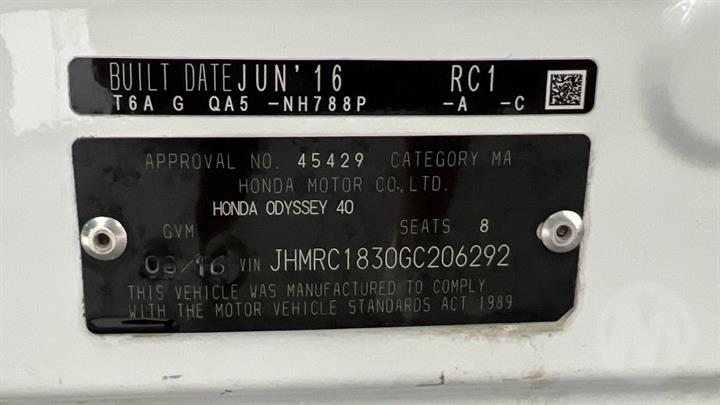 BUILT DATE JUN'16 RC1
T6A G QA5 -NH788P -A -C
APPROVAL NO. 45429 CATEGORY MA
HONDA MOTOR CO., LTD.
HONDA ODYSSEY 40
GVM SEATS 8
08/16 VIN JHMRC1830GC206292
THIS VEHICLE WAS MANUFACTURED TO COMPLY
WITH THE MOTOR VEHICLE STANDARDS ACT 1989